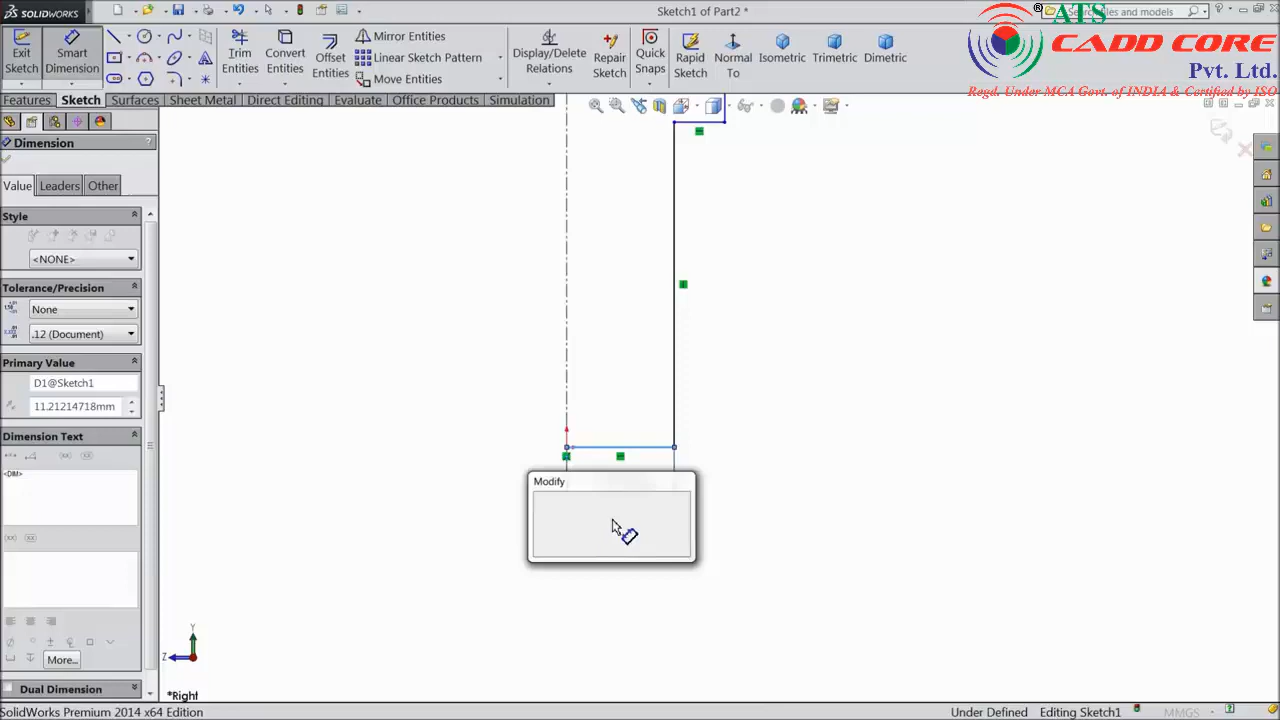 SOLIDWORKS
Sketch1 of Part2 *
files and models
ATS
®
CADD CORE
Pvt. Ltd.
Regd. Under MCA Govt. of INDIA & Certified by ISO
Exit
Sketch
Smart
Dimension
Trim
Entities
Convert
Entities
Offset
Entities
Mirror Entities
Linear Sketch Pattern
Move Entities
Display/Delete
Relations
Repair
Sketch
Quick
Snaps
Rapid
Sketch
Normal
To
Isometric
Trimetric
Dimetric
Features
Sketch
Surfaces
Sheet Metal
Direct Editing
Evaluate
Office Products
Simulation
Dimension
?
Value
Leaders
Other
Style
<NONE>
Tolerance/Precision
None
.12 (Document)
Primary Value
D1@Sketch1
11.21214718mm
Dimension Text
<DIM>
More...
Dual Dimension
Modify
Y
Z
*Right
SolidWorks Premium 2014 x64 Edition
Under Defined
Editing Sketch1
MMGS